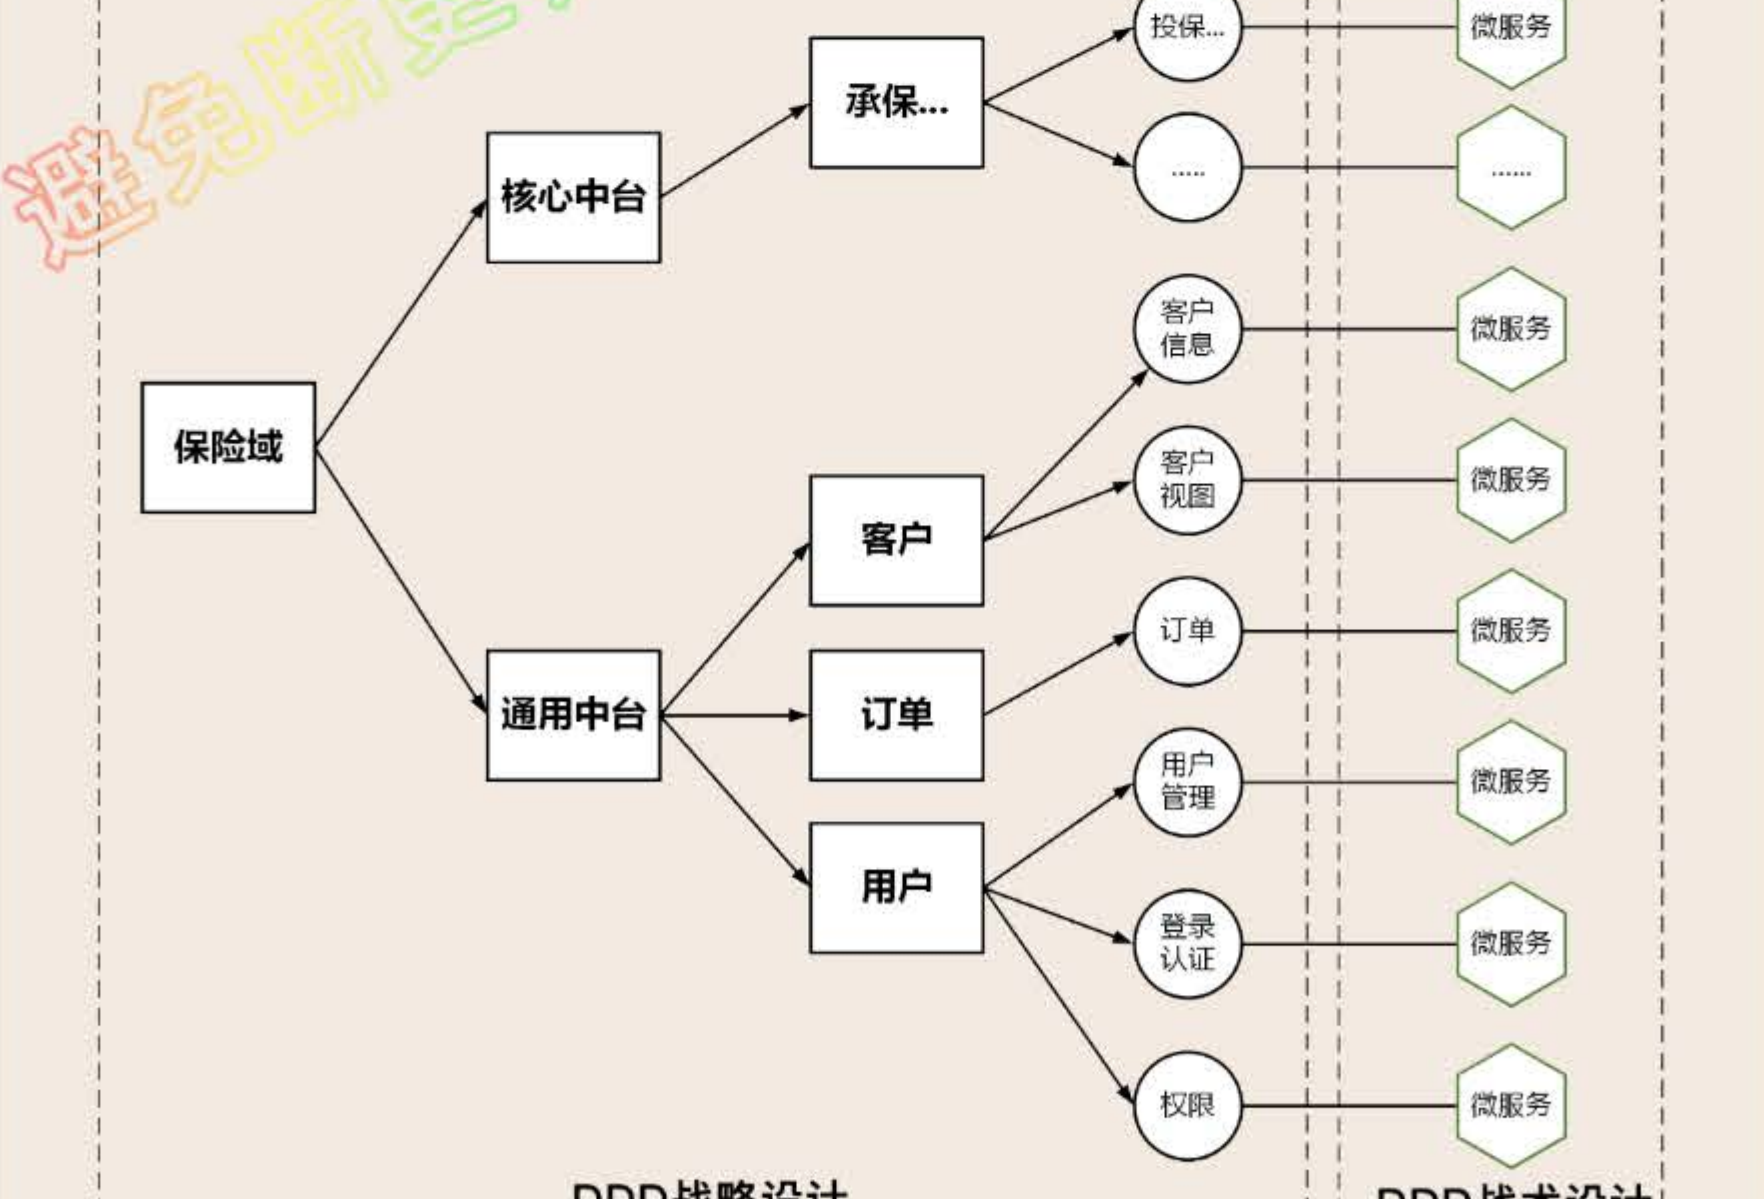 避免断更
投保...
微服务
承保...
.....
......
核心中台
客户
信息
微服务
保险域
客户
视图
微服务
客户
订单
微服务
通用中台
订单
用户
管理
微服务
用户
登录
认证
微服务
权限
微服务
DDD战略设计
DDD战术设计